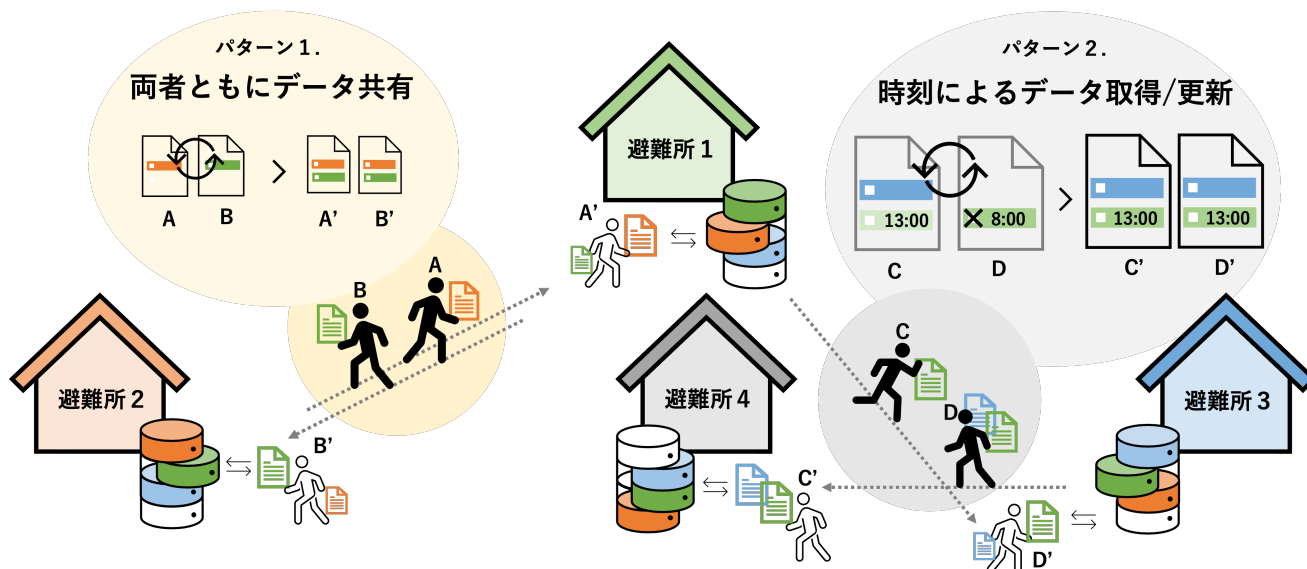 パターン１.
両者ともにデータ共有
A
B
A’
B’
パターン２.
時刻によるデータ取得/更新
13:00
8:00
13:00
13:00
C
D
C’
D’
避難所１
A’
B
A
避難所２
B’
避難所４
C’
C
D
避難所３
D’